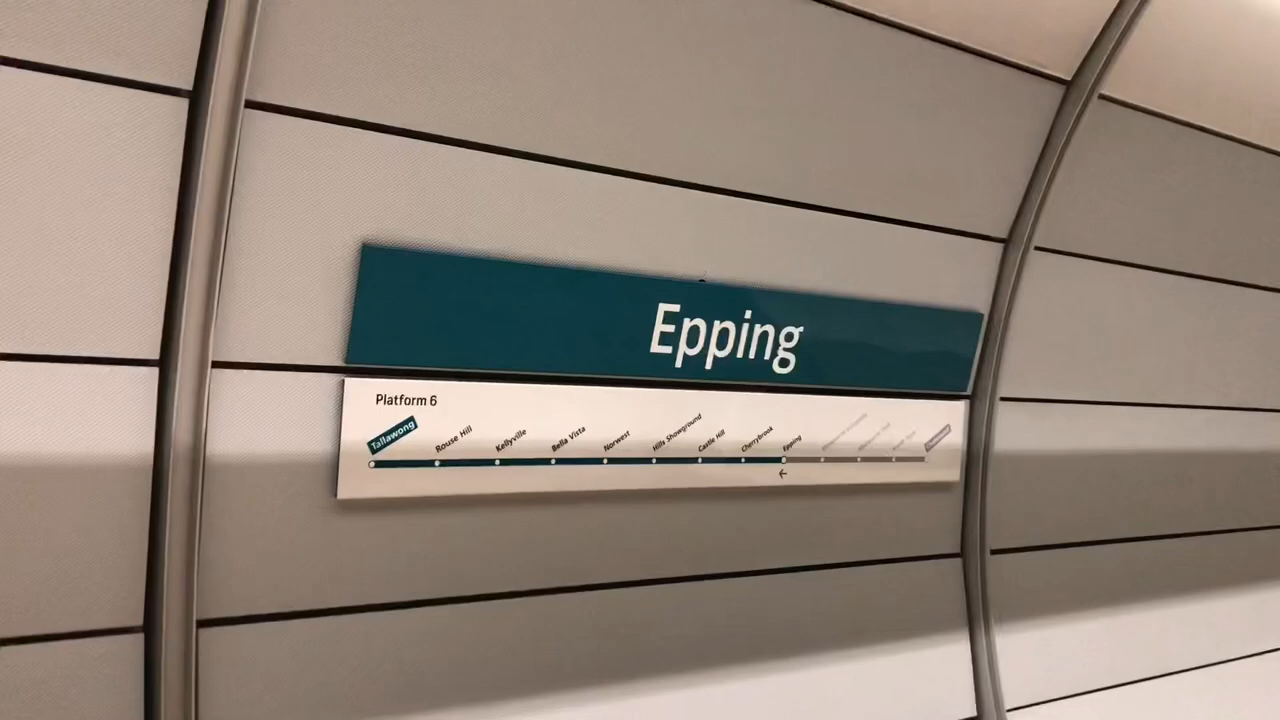 Epping
Platform 6
Tallawong
Rouse Hill
Kellyville
Bella Vista
Norwest
Hills Showground
Castle Hill
Cherrybrook
Epping
←